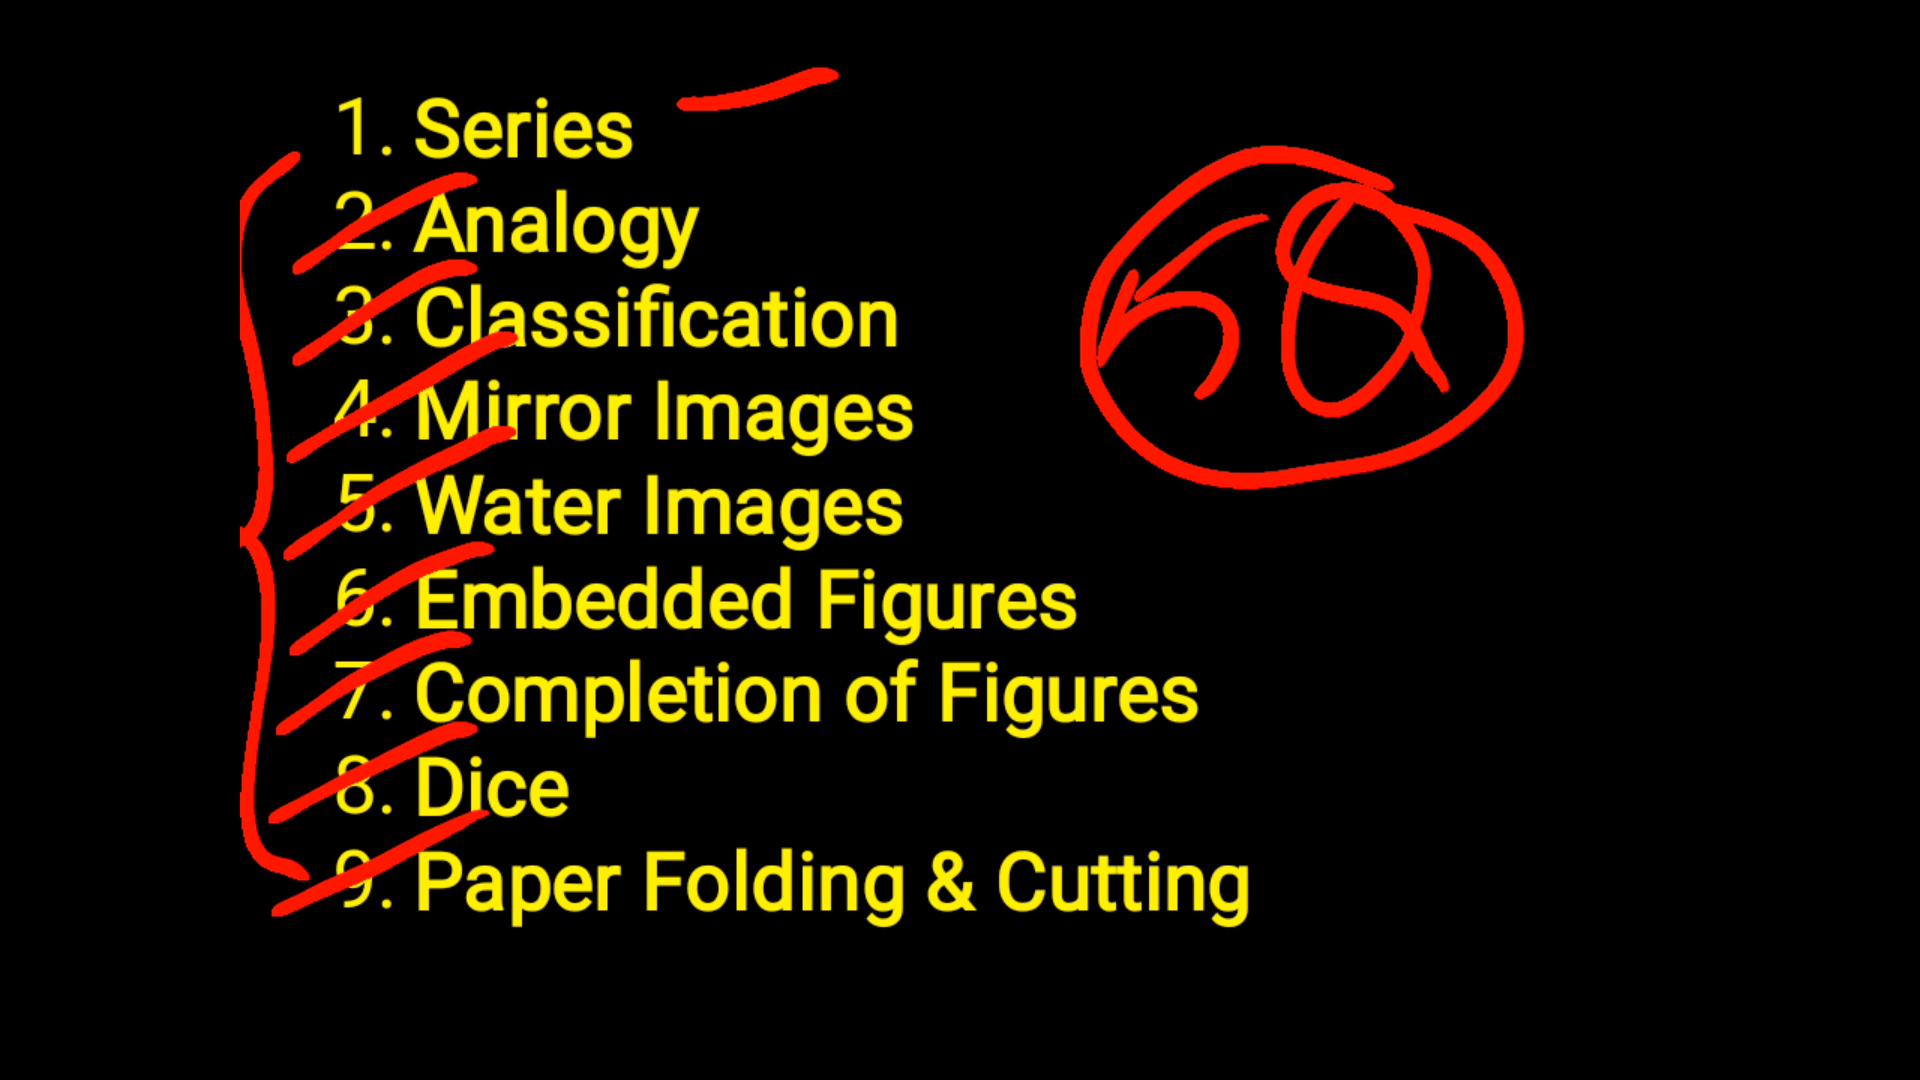 1. Series
2. Analogy
3. Classification
4. Mirror Images
5. Water Images
6. Embedded Figures
7. Completion of Figures
8. Dice
9. Paper Folding & Cutting